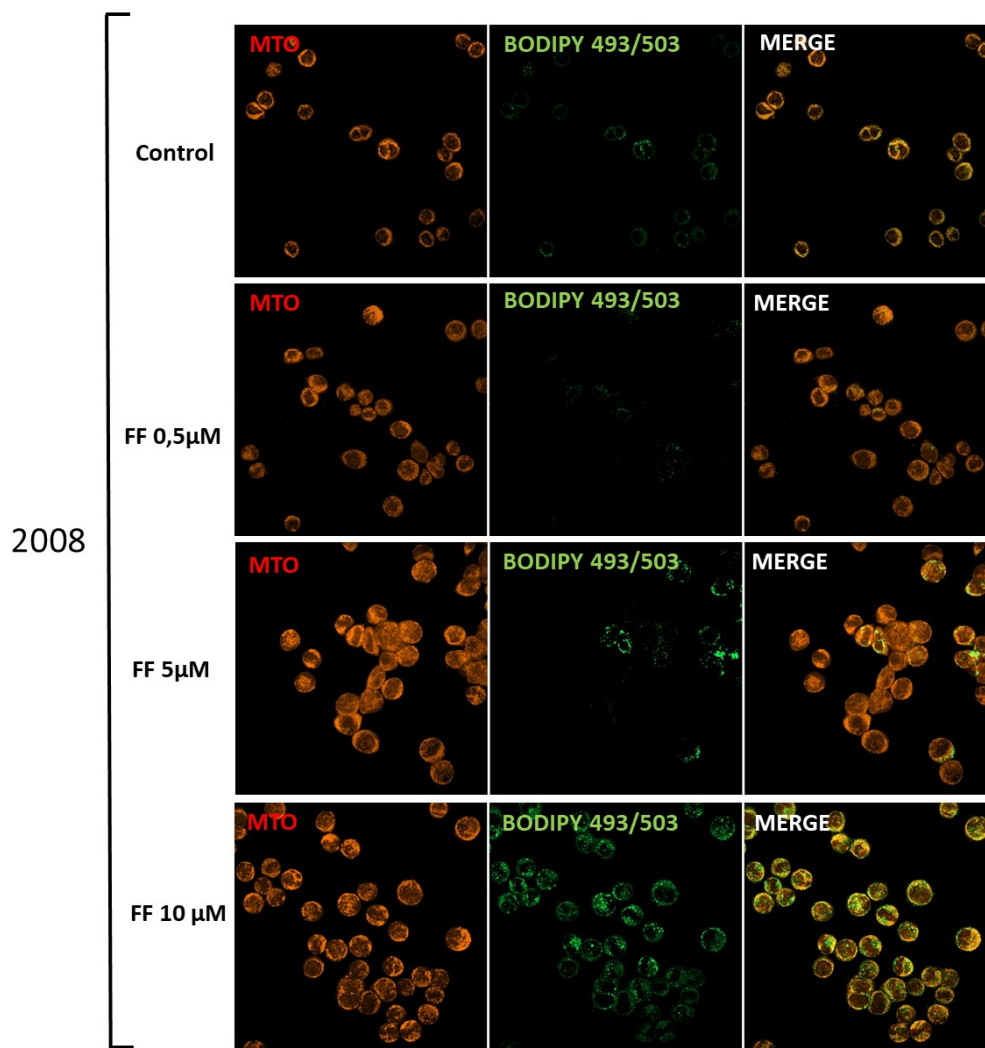 MTO BODIPY 493/503 MERGE
Control
MTO BODIPY 493/503 MERGE
FF 0,5µM
2008
MTO BODIPY 493/503 MERGE
FF 5µM
MTO BODIPY 493/503 MERGE
FF 10 µM